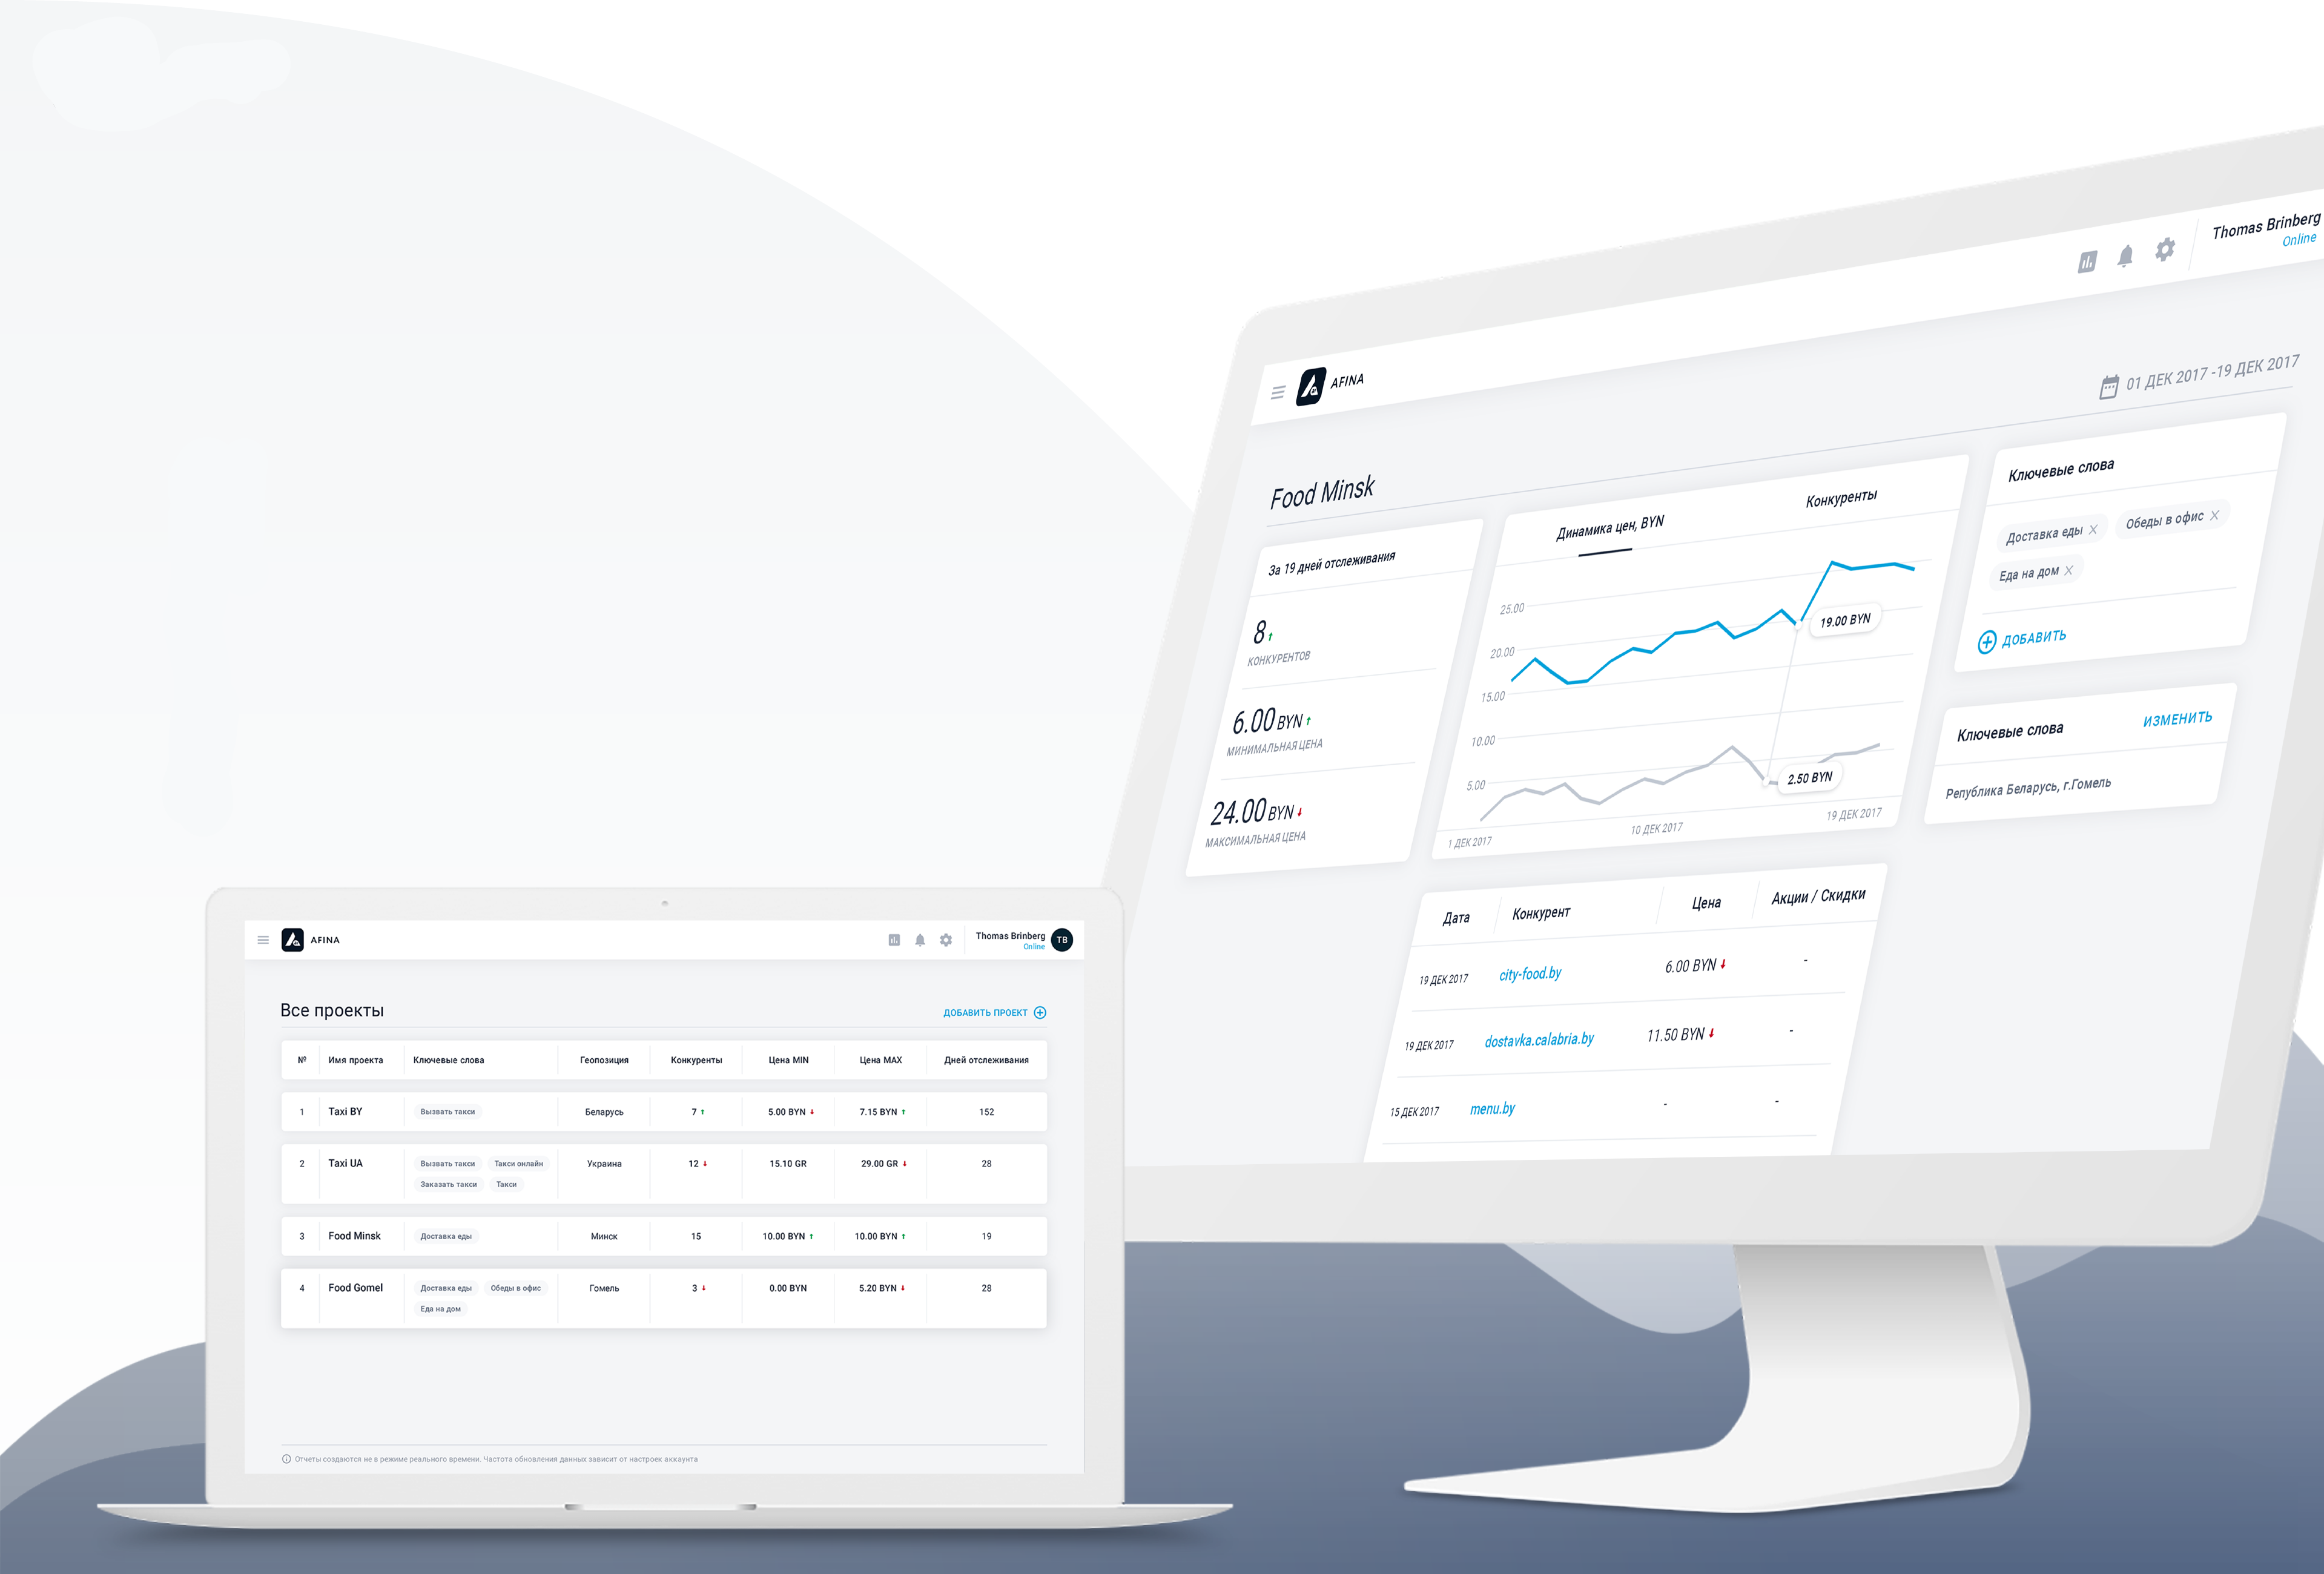 AFINA
Thomas Brinberg
Online
01 ДЕК 2017 -19 ДЕК 2017
Food Minsk
За 19 дней отслеживания
8
КОНКУРЕНТОВ
6.00 BYN
МИНИМАЛЬНАЯ ЦЕНА
24.00 BYN
МАКСИМАЛЬНАЯ ЦЕНА
Динамика цен, BYN
Конкуренты
25.00
20.00
15.00
10.00
5.00
19.00 BYN
2.50 BYN
1 ДЕК 2017
10 ДЕК 2017
19 ДЕК 2017
Ключевые слова
Доставка еды
Обеды в офис
Еда на дом
ДОБАВИТЬ
Ключевые слова
ИЗМЕНИТЬ
Република Беларусь, г.Гомель
Дата Конкурент Цена Акции / Скидки
19 ДЕК 2017 city-food.by 6.00 BYN -
19 ДЕК 2017 dostavka.calabria.by 11.50 BYN -
15 ДЕК 2017 menu.by - -
AFINA
Thomas Brinberg
Online
TB
Все проекты
ДОБАВИТЬ ПРОЕКТ
№ Имя проекта Ключевые слова Геопозиция Конкуренты Цена MIN Цена MAX Дней отслеживания
1 Taxi BY Вызвать такси Беларусь 7 5.00 BYN 7.15 BYN 152
2 Taxi UA Вызвать такси Такси онлайн Украина 12 15.10 GR 29.00 GR 28
Заказать такси Такси
3 Food Minsk Доставка еды Минск 15 10.00 BYN 10.00 BYN 19
4 Food Gomel Доставка еды Обеды в офис Гомель 3 0.00 BYN 5.20 BYN 28
Еда на дом
Отчеты создаются не в режиме реального времени. Частота обновления данных зависит от настроек аккаунта